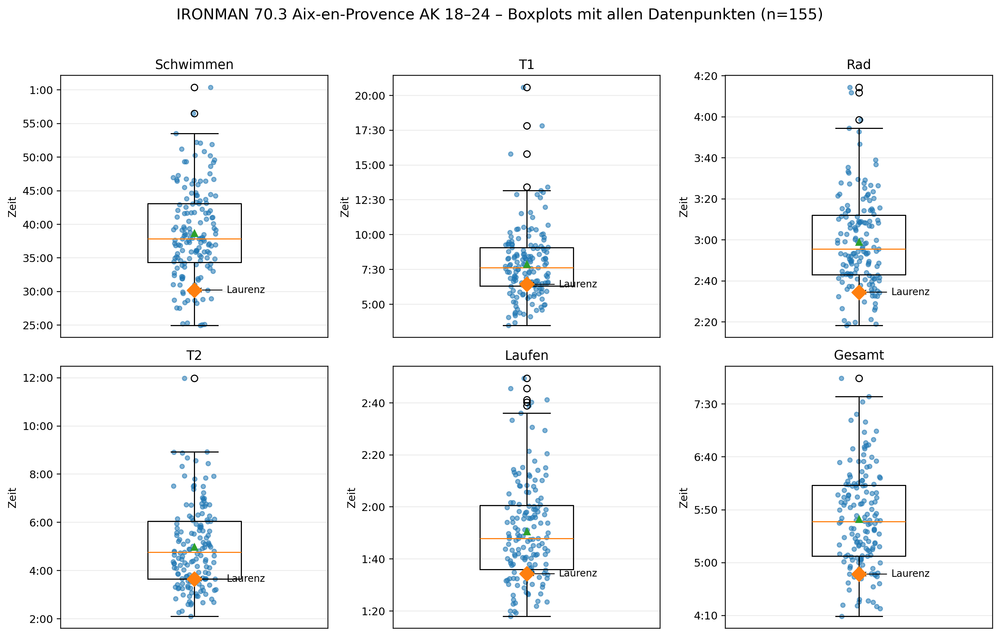 IRONMAN 70.3 Aix-en-Provence AK 18–24 – Boxplots mit allen Datenpunkten (n=155)
Schwimmen
1:00
55:00
50:00
45:00
40:00
35:00
30:00
25:00
Zeit
Laurenz
T1
20:00
17:30
15:00
12:30
10:00
7:30
5:00
Zeit
Laurenz
Rad
4:20
4:00
3:40
3:20
3:00
2:40
2:20
Zeit
Laurenz
T2
12:00
10:00
8:00
6:00
4:00
2:00
Zeit
Laurenz
Laufen
2:40
2:20
2:00
1:40
1:20
Zeit
Laurenz
Gesamt
7:30
6:40
5:50
5:00
4:10
Zeit
Laurenz